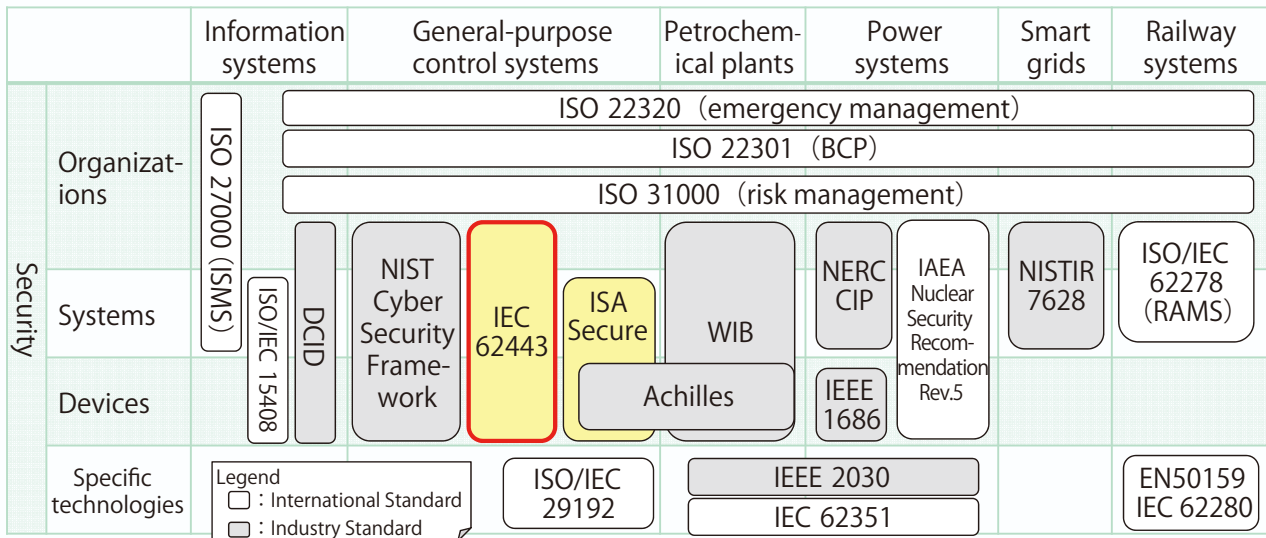 Information
systems
General-purpose
control systems
Petrochem-
ical plants
Power
systems
Smart
grids
Railway
systems
Security
Organizat-
ions
Systems
Devices
Specific
technologies
ISO 27000 (ISMS)
ISO 22320 (emergency management)
ISO 22301 (BCP)
ISO 31000 (risk management)
ISO/IEC 15408
DCID
NIST
Cyber
Security
Frame-
work
IEC
62443
ISA
Secure
WIB
Achilles
NERC
CIP
IEEE
1686
IAEA
Nuclear
Security
Recom-
mendation
Rev.5
NISTIR
7628
ISO/IEC
62278
(RAMS)
Legend
: International Standard
: Industry Standard
ISO/IEC
29192
IEEE 2030
IEC 62351
EN50159
IEC 62280